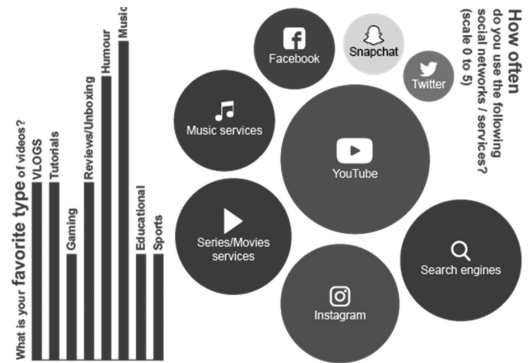 What is your favorite type of videos?
VLOGS
Tutorials
Gaming
Reviews/Unboxing
Humour
Music
Educational
Sports
How often
do you use the following
social networks / services?
(scale 0 to 5)
Facebook
Snapchat
Twitter
Music services
YouTube
Series/Movies
services
Search engines
Instagram